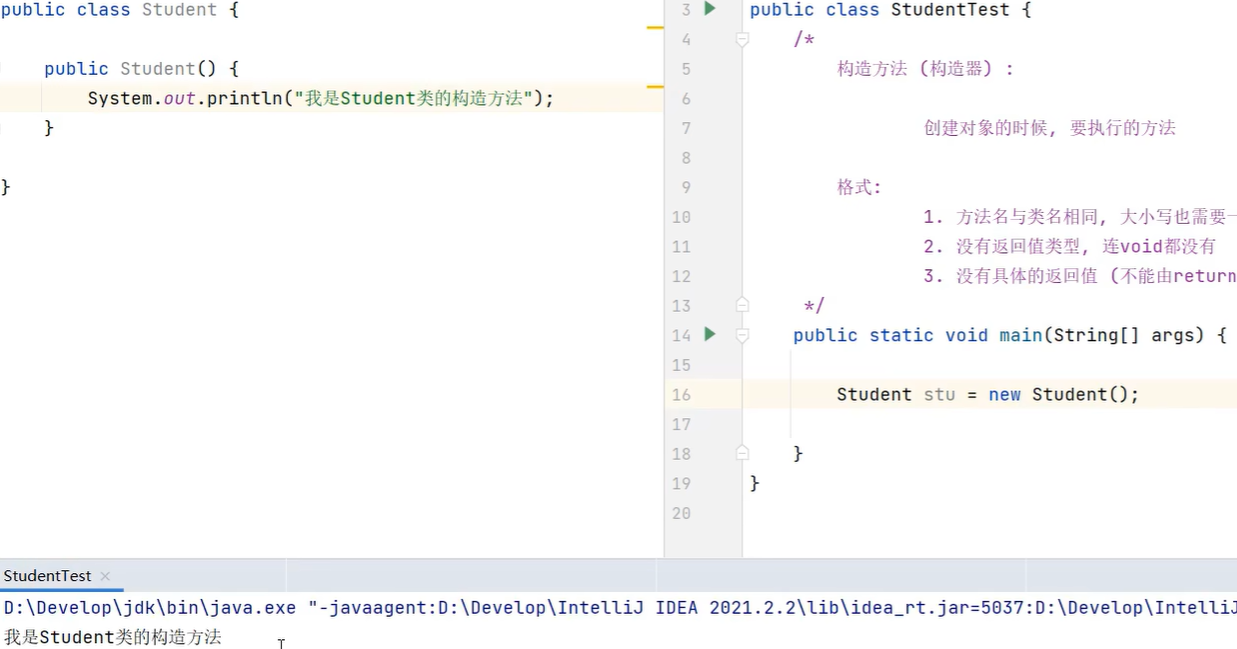 public class Student {
public Student() {
System.out.println("我是Student类的构造方法");
}
}
3 public class StudentTest {
4 /*
5 构造方法 (构造器) :
6
7 创建对象的时候, 要执行的方法
8
9 格式:
10 1. 方法名与类名相同, 大小写也需要一
11 2. 没有返回值类型, 连void都没有
12 3. 没有具体的返回值 (不能由return
13 */
14 public static void main(String[] args) {
15
16 Student stu = new Student();
17
18 }
19 }
20
StudentTest ×
D:\Develop\jdk\bin\java.exe "-javaagent:D:\Develop\IntelliJ IDEA 2021.2.2\lib\idea_rt.jar=5037:D:\Develop\IntelliJ
我是Student类的构造方法